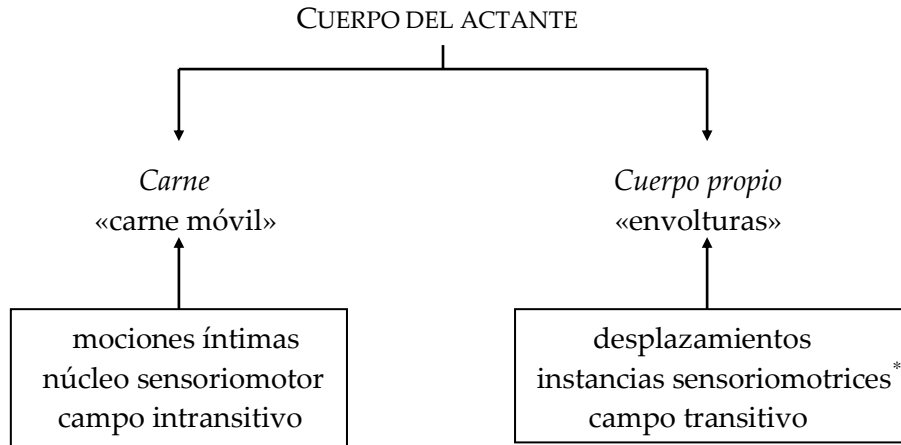 CUERPO DEL ACTANTE
Carne
«carne móvil»
Cuerpo propio
«envolturas»
mociones íntimas
núcleo sensoriomotor
campo intransitivo
desplazamientos
instancias sensoriomotrices*
campo transitivo